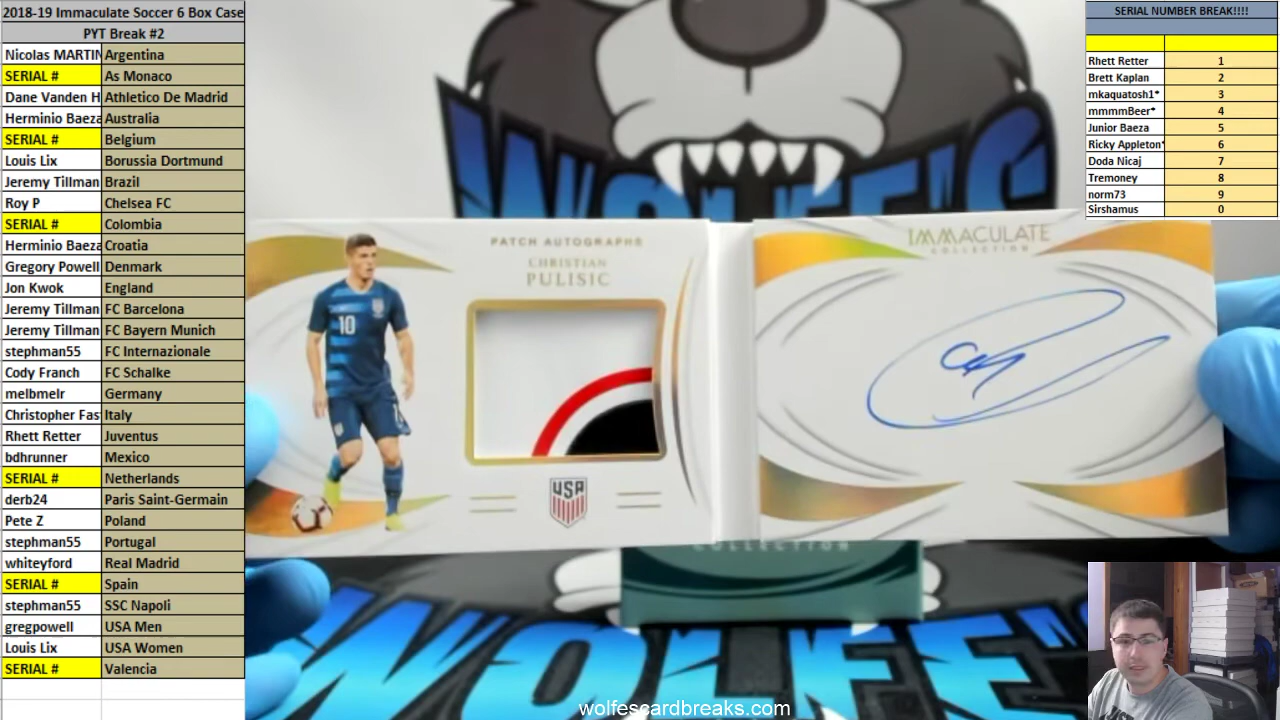 2018-19 Immaculate Soccer 6 Box Case
PYT Break #2
Nicolas MARTIN Argentina
SERIAL # As Monaco
Dane Vanden H Athletico De Madrid
Herminio Baeza Australia
SERIAL # Belgium
Louis Lix Borussia Dortmund
Jeremy Tillman Brazil
Roy P Chelsea FC
SERIAL # Colombia
Herminio Baeza Croatia
Gregory Powell Denmark
Jon Kwok England
Jeremy Tillman FC Barcelona
Jeremy Tillman FC Bayern Munich
stephman55 FC Internazionale
Cody Franch FC Schalke
melbmelr Germany
Christopher Fas Italy
Rhett Retter Juventus
bdhrunner Mexico
SERIAL # Netherlands
derb24 Paris Saint-Germain
Pete Z Poland
stephman55 Portugal
whiteyford Real Madrid
SERIAL # Spain
stephman55 SSC Napoli
gregpowell USA Men
Louis Lix USA Women
SERIAL # Valencia
WOLFE'S
PATCH AUTOGRAPHS
CHRISTIAN
PULISIC
10
USA
IMMACULATE
COLLECTION
COLLECTION
WOLFE'
wolfescardbreaks.com
SERIAL NUMBER BREAK!!!!
Rhett Retter 1
Brett Kaplan 2
mkaquatosh1* 3
mmmmBeer* 4
Junior Baeza 5
Ricky Appleton* 6
Doda Nicaj 7
Tremoney 8
norm73 9
Sirshamus 0